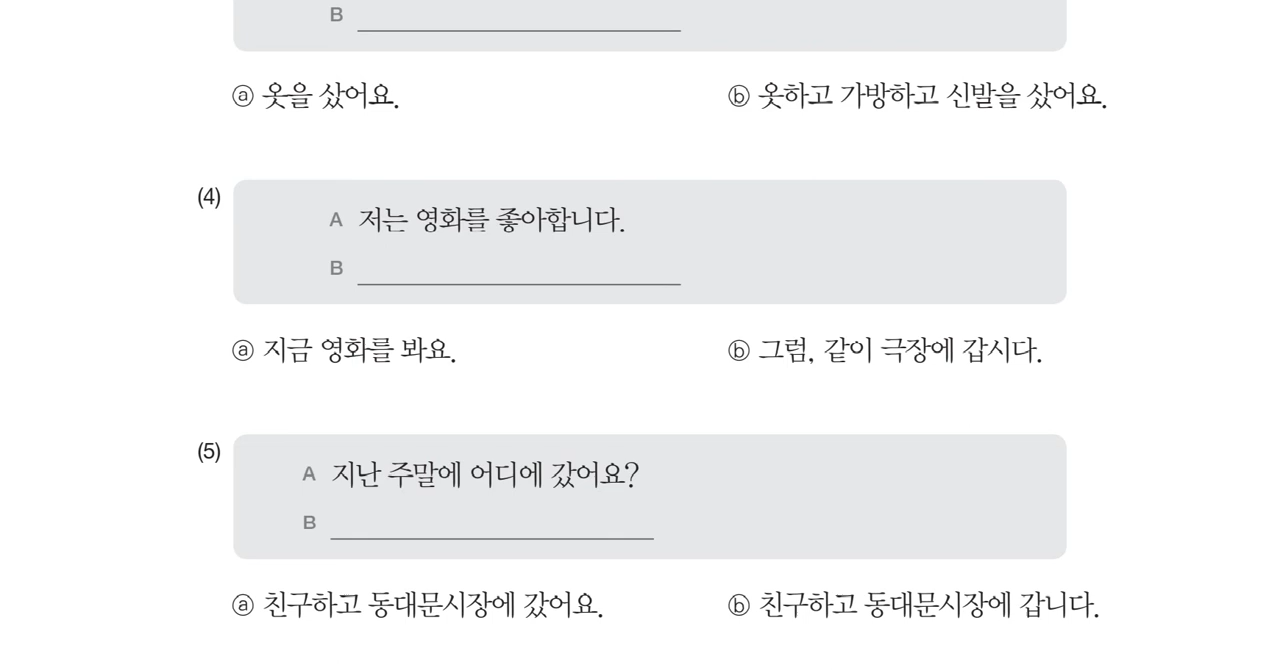 B
ⓐ 옷을 샀어요. ⓑ 옷하고 가방하고 신발을 샀어요.
(4)
A 저는 영화를 좋아합니다.
B
ⓐ 지금 영화를 봐요. ⓑ 그럼, 같이 극장에 갑시다.
(5)
A 지난 주말에 어디에 갔어요?
B
ⓐ 친구하고 동대문시장에 갔어요. ⓑ 친구하고 동대문시장에 갑니다.